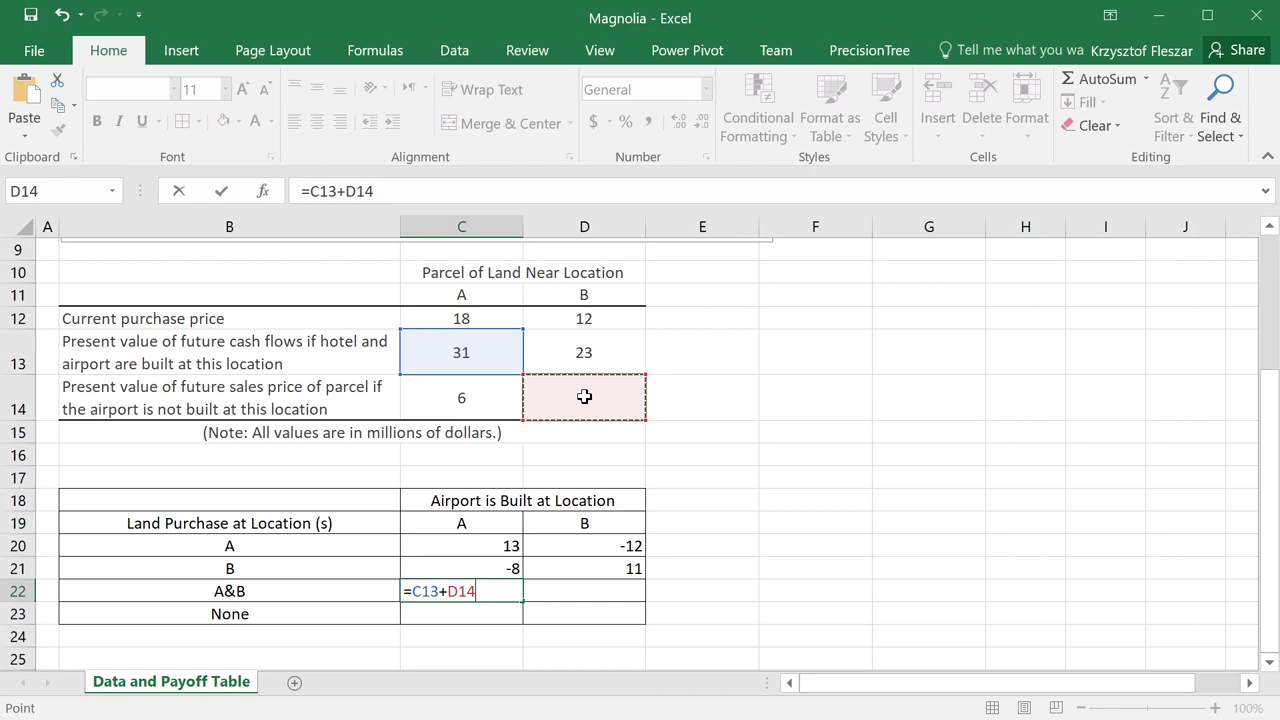 Magnolia - Excel
File Home Insert Page Layout Formulas Data Review View Power Pivot Team PrecisionTree Tell me what you wa Krzysztof Fleszar Share
Paste
11
B I U
A A
A
Wrap Text
Merge & Center
General
$ % ,
Conditional Formatting
Format as Table
Cell Styles
Insert Delete Format
Σ AutoSum
Fill
Clear
Sort & Filter
Find & Select
Clipboard Font Alignment Number Styles Cells Editing
D14 fx =C13+D14
A B C D E F G H I J
9
10 Parcel of Land Near Location
11 A B
12 Current purchase price 18 12
Present value of future cash flows if hotel and
13 airport are built at this location 31 23
Present value of future sales price of parcel if
14 the airport is not built at this location 6
15 (Note: All values are in millions of dollars.)
16
17
18 Airport is Built at Location
19 Land Purchase at Location (s) A B
20 A 13 -12
21 B -8 11
22 A&B =C13+D14
23 None
24
25
Data and Payoff Table
Point 100%